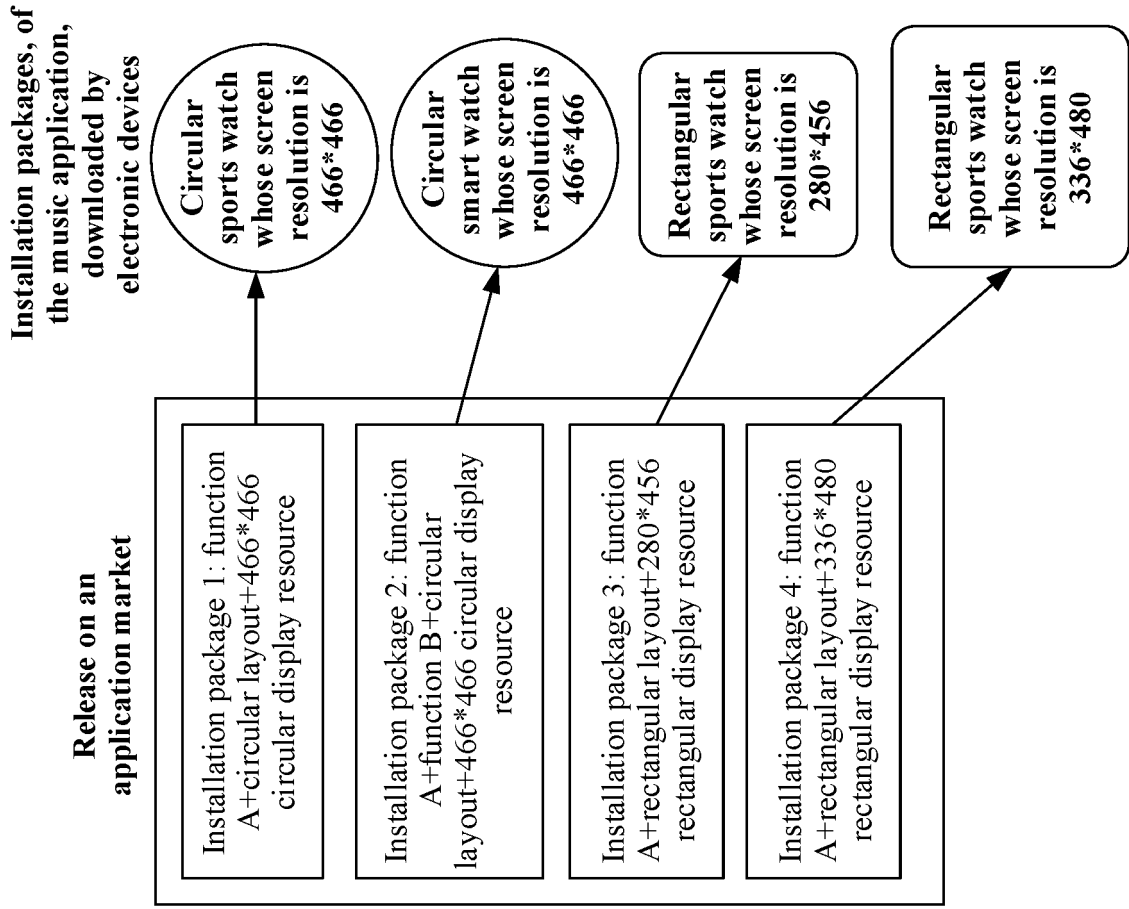 Release on an
application market
Installation package 1: function
A+circular layout+466*466
circular display resource
Installation package 2: function
A+function B+circular
layout+466*466 circular display
resource
Installation package 3: function
A+rectangular layout+280*456
rectangular display resource
Installation package 4: function
A+rectangular layout+336*480
rectangular display resource
Installation packages, of
the music application,
downloaded by
electronic devices
Circular
sports watch
whose screen
resolution is
466*466
Circular
smart watch
whose screen
resolution is
466*466
Rectangular
sports watch
whose screen
resolution is
280*456
Rectangular
sports watch
whose screen
resolution is
336*480